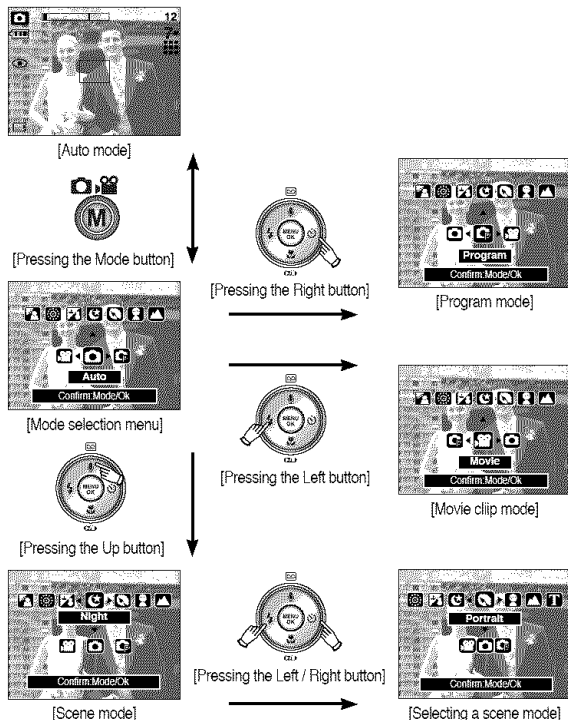 12
[Auto mode]
M
[Pressing the Mode button]
MENU
OK
[Pressing the Right button]
Program
Confirm:Mode/Ok
[Program mode]
Auto
Confirm:Mode/Ok
[Mode selection menu]
MENU
OK
[Pressing the Left button]
Movie
Confirm:Mode/Ok
[Movie cliip mode]
MENU
OK
[Pressing the Up button]
Night
Confirm:Mode/Ok
[Scene mode]
MENU
OK
[Pressing the Left / Right button]
T
Portrait
Confirm:Mode/Ok
[Selecting a scene mode]